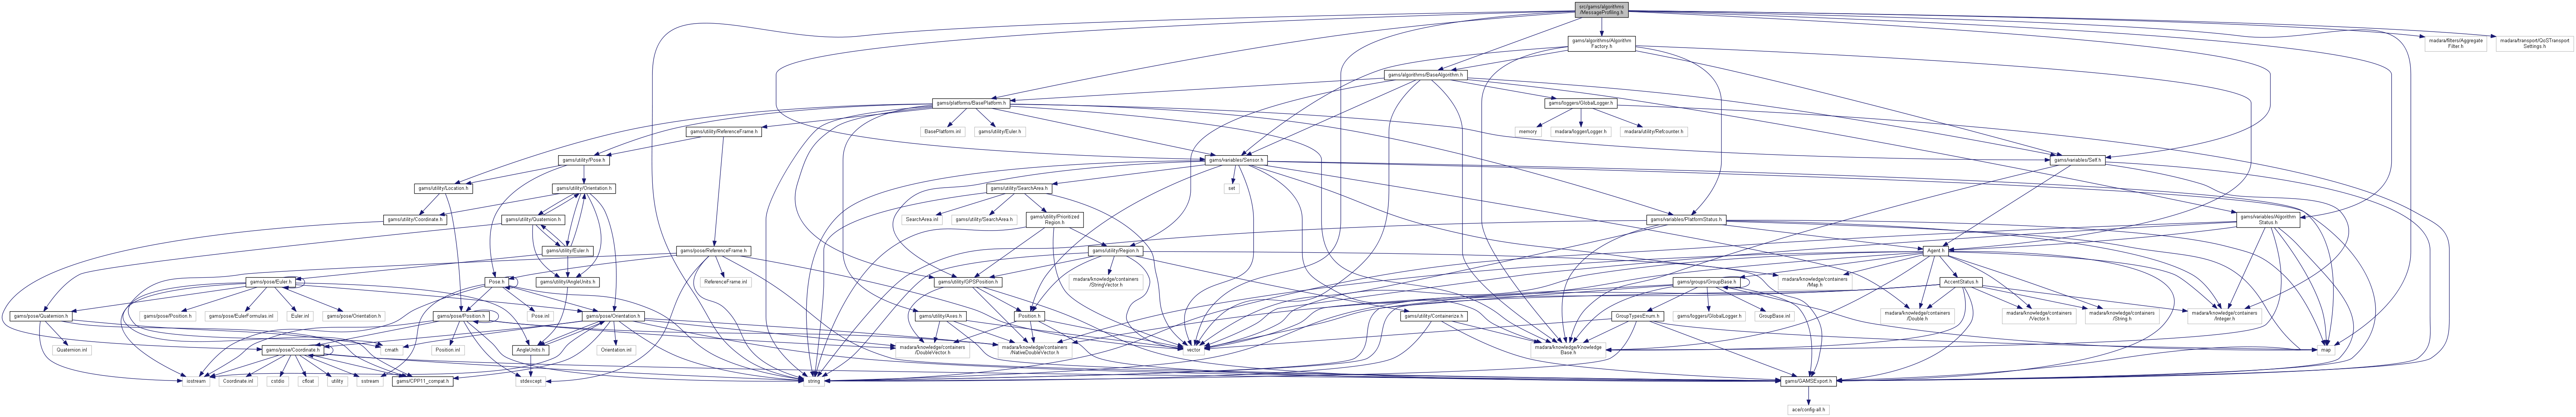 src/gams/algorithms
/MessageProfiling.h
gams/algorithms/Algorithm
Factory.h
madara/filters/Aggregate
Filter.h
madara/transport/QoSTransport
Settings.h
gams/algorithms/BaseAlgorithm.h
gams/platforms/BasePlatform.h
gams/loggers/GlobalLogger.h
gams/utility/ReferenceFrame.h
BasePlatform.inl
gams/utility/Euler.h
memory
madara/logger/Logger.h
madara/utility/Refcounter.h
gams/utility/Pose.h
gams/variables/Sensor.h
gams/variables/Self.h
gams/utility/Location.h
gams/utility/Orientation.h
gams/utility/SearchArea.h
set
gams/utility/Coordinate.h
gams/utility/Quaternion.h
SearchArea.inl
gams/utility/SearchArea.h
gams/utility/Prioritized
Region.h
gams/variables/PlatformStatus.h
gams/variables/Algorithm
Status.h
gams/utility/Euler.h
gams/pose/ReferenceFrame.h
gams/utility/Region.h
Agent.h
gams/pose/Euler.h
Pose.h
gams/utility/AngleUnits.h
ReferenceFrame.inl
gams/utility/GPSPosition.h
madara/knowledge/containers
/StringVector.h
gams/groups/GroupBase.h
madara/knowledge/containers
/Map.h
AccentStatus.h
gams/pose/Quaternion.h
gams/pose/Position.h
gams/pose/EulerFormulas.inl
Euler.inl
gams/pose/Orientation.h
gams/pose/Position.h
Pose.inl
gams/pose/Orientation.h
gams/utility/Axes.h
Position.h
gams/utility/Containerize.h
GroupTypesEnum.h
gams/loggers/GlobalLogger.h
GroupBase.inl
madara/knowledge/containers
/Double.h
madara/knowledge/containers
/Vector.h
madara/knowledge/containers
/String.h
madara/knowledge/containers
/Integer.h
Quaternion.inl
cmath
gams/pose/Coordinate.h
Position.inl
AngleUnits.h
Orientation.inl
madara/knowledge/containers
/DoubleVector.h
madara/knowledge/containers
/NativeDoubleVector.h
vector
madara/knowledge/Knowledge
Base.h
map
iostream
Coordinate.inl
cstdio
cfloat
utility
sstream
gams/CPP11_compat.h
stdexcept
string
gams/GAMSExport.h
ace/config-all.h